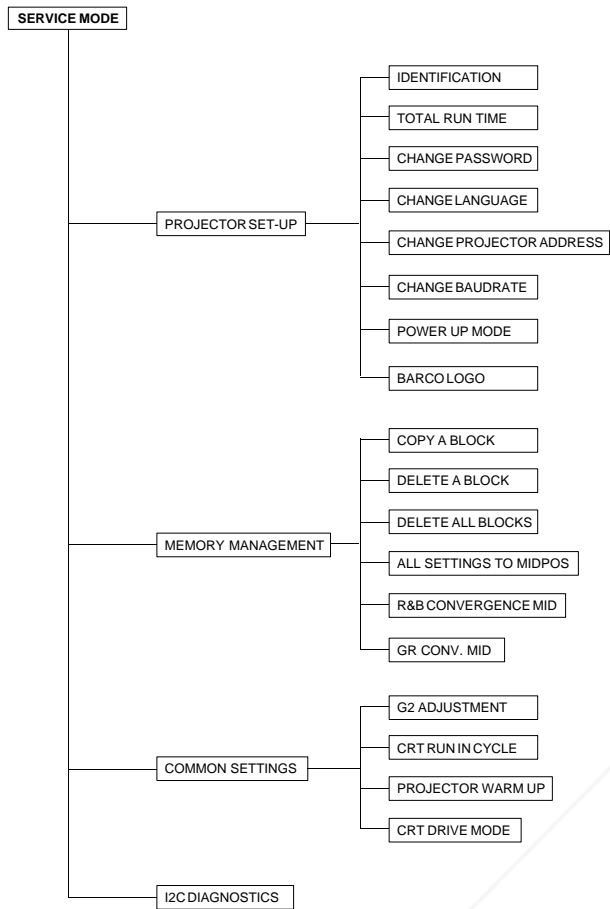 SERVICE MODE
IDENTIFICATION
TOTAL RUN TIME
CHANGE PASSWORD
CHANGE LANGUAGE
PROJECTOR SET-UP
CHANGE PROJECTOR ADDRESS
CHANGE BAUDRATE
POWER UP MODE
BARCO LOGO
COPY A BLOCK
DELETE A BLOCK
DELETE ALL BLOCKS
MEMORY MANAGEMENT
ALL SETTINGS TO MIDPOS
R&B CONVERGENCE MID
GR CONV. MID
G2 ADJUSTMENT
CRT RUN IN CYCLE
COMMON SETTINGS
PROJECTOR WARM UP
CRT DRIVE MODE
I2C DIAGNOSTICS